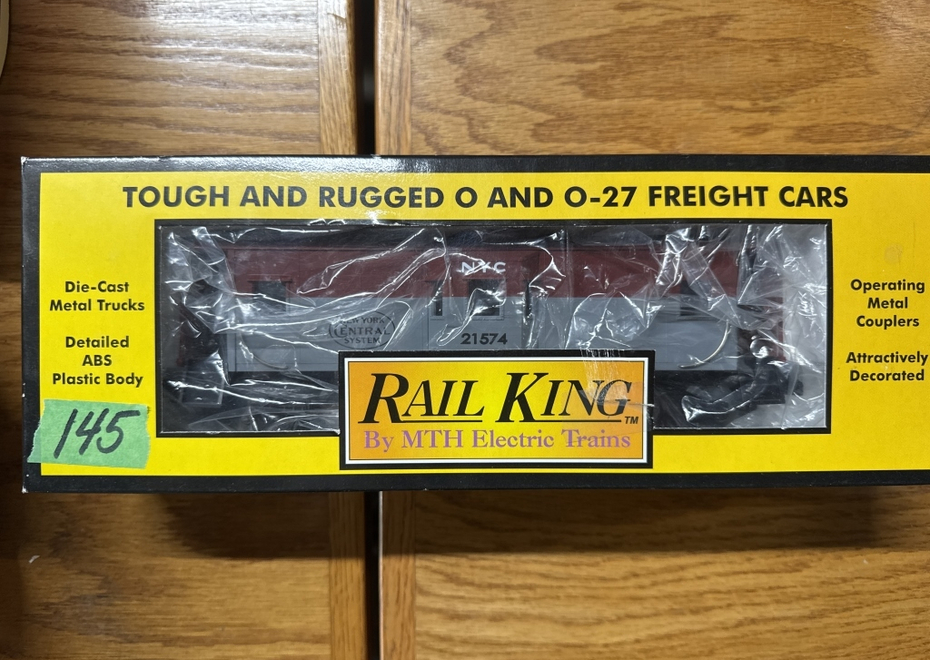 TOUGH AND RUGGED O AND O-27 FREIGHT CARS
Die-Cast
Metal Trucks
Detailed
ABS
Plastic Body
145
NYC
NEW YORK
CENTRAL
SYSTEM
21574
Operating
Metal
Couplers
Attractively
Decorated
RAIL KING TM
By MTH Electric Trains